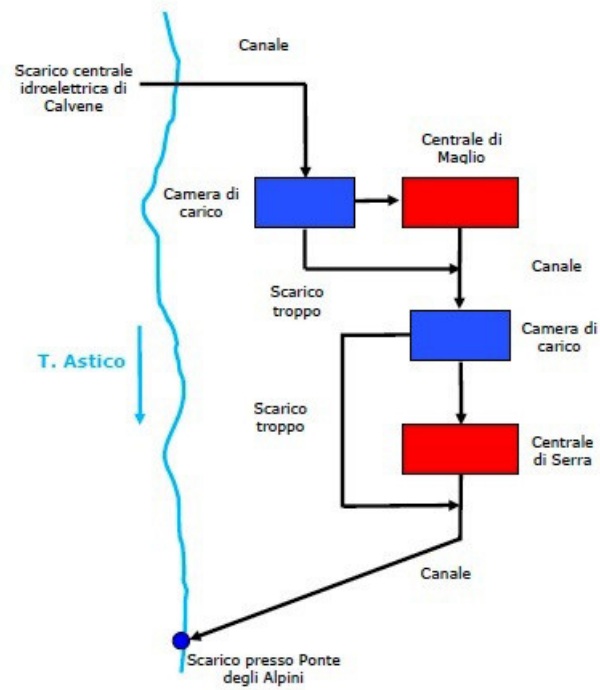 Canale
Scarico centrale
idroelettrica di
Calvene
Centrale di
Maglio
Camera di
carico
Canale
Scarico
troppo
Camera di
carico
T. Astico
Scarico
troppo
Centrale
di Serra
Canale
Scarico presso Ponte
degli Alpini